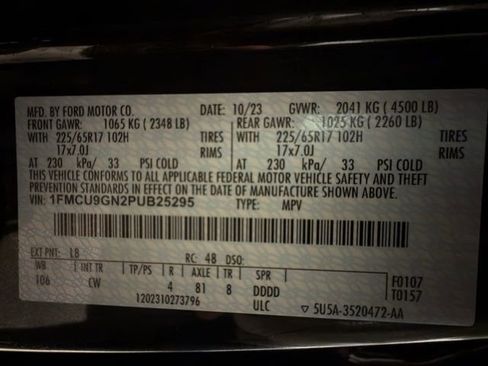 MFD. BY FORD MOTOR CO. DATE: 10/23 GVWR: 2041 KG (4500 LB)
FRONT GAWR: 1065 KG (2348 LB) REAR GAWR: 1025 KG (2260 LB)
WITH 225/65R17 102H TIRES WITH 225/65R17 102H TIRES
17x7.0J RIMS 17x7.0J RIMS
AT 230 kPa/ 33 PSI COLD AT 230 kPa/ 33 PSI COLD
THIS VEHICLE CONFORMS TO ALL APPLICABLE FEDERAL MOTOR VEHICLE SAFETY AND THEFT
PREVENTION STANDARDS IN EFFECT ON THE DATE OF MANUFACTURE SHOWN ABOVE.
VIN: 1FMCU9GN2PUB25295 TYPE: MPV
EXT PNT: LB RC: 48 DSO:
WB INT TR TP/PS R AXLE TR SPR F0107
106 CW 4 81 8 DDDD T0157
1202310273796 ULC ▽ 5U5A-3520472-AA